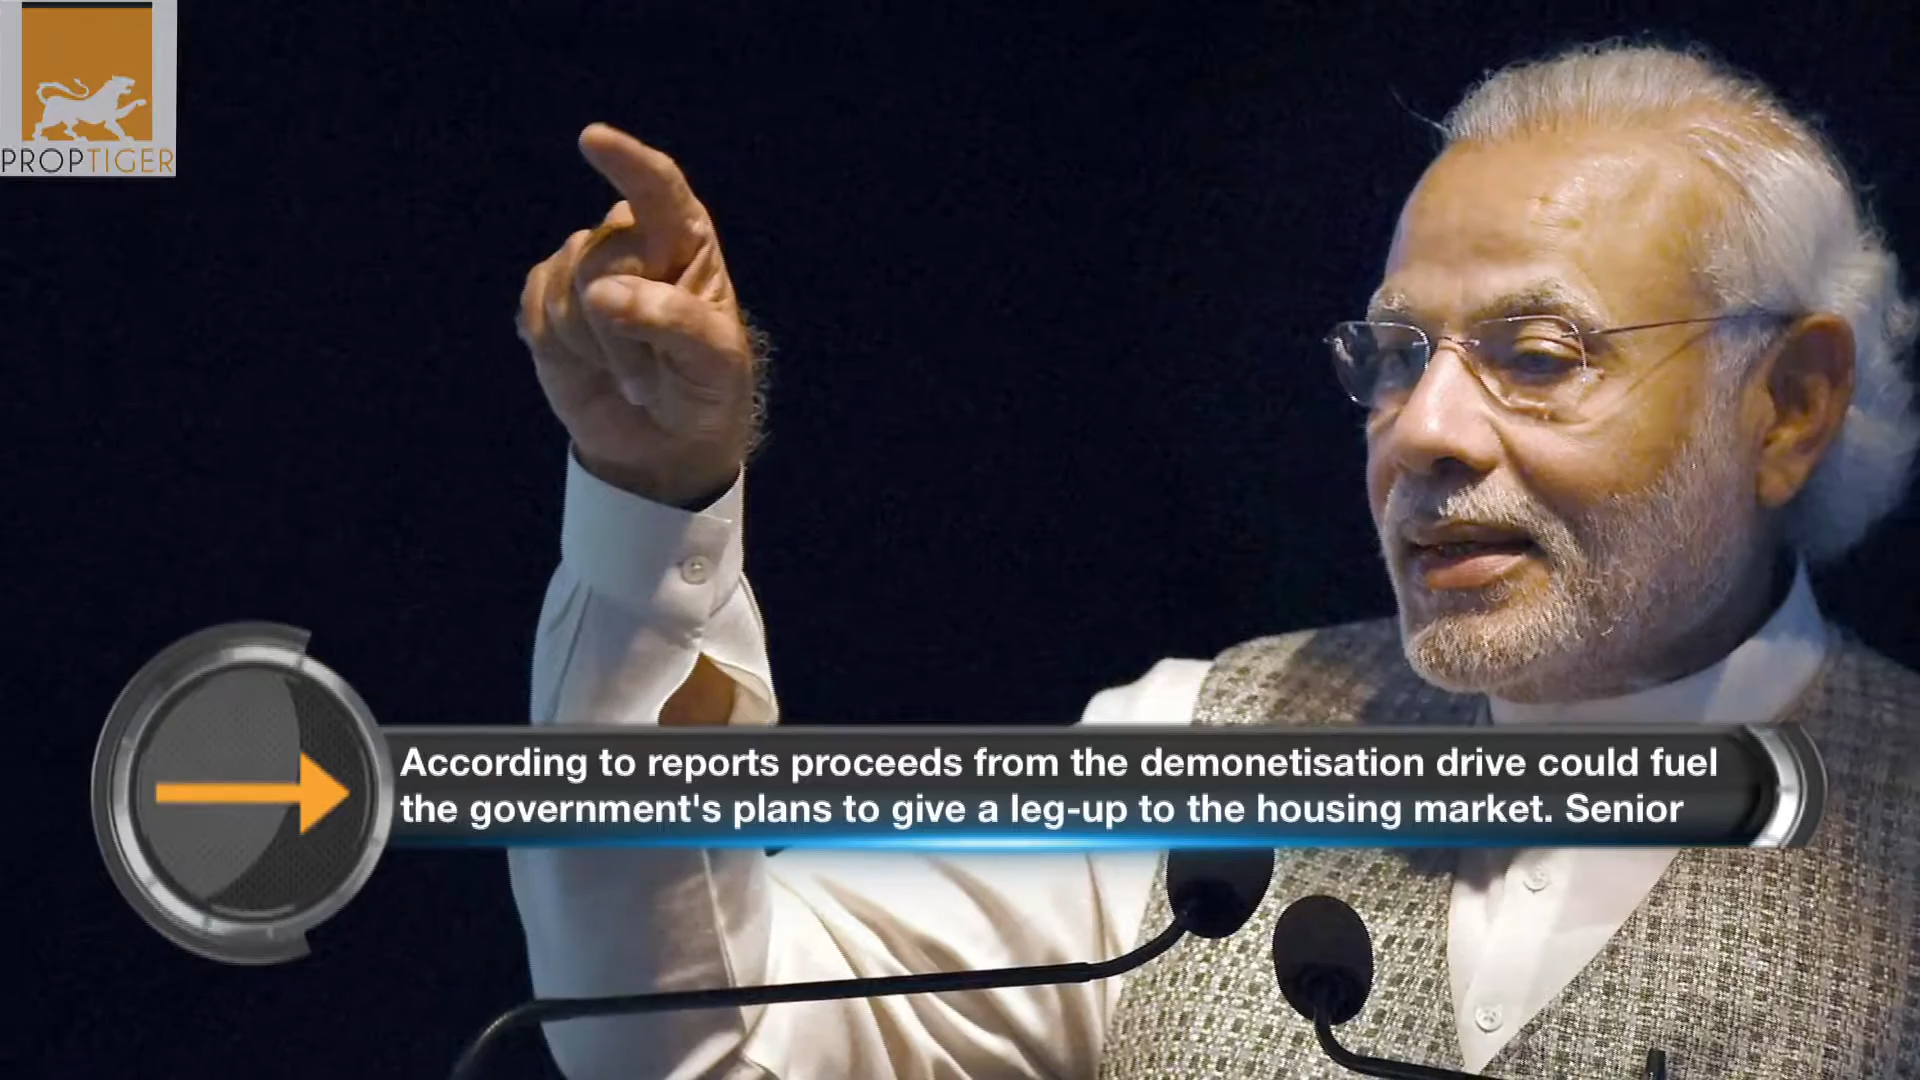 PROPTIGER
According to reports proceeds from the demonetisation drive could fuel
the government's plans to give a leg-up to the housing market. Senior